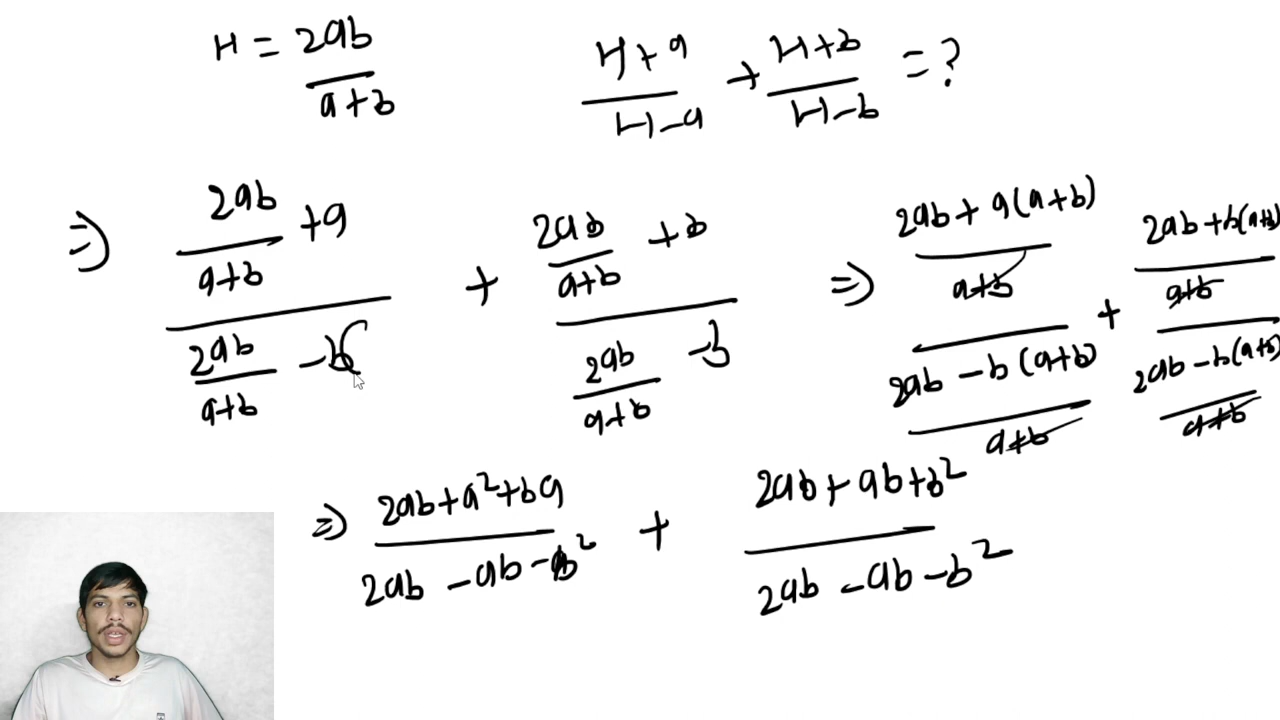 H = 2ab/(a+b)    (H+a)/(H-a) + (H+b)/(H-b) = ?
⇒ (2ab/(a+b) + a)/(2ab/(a+b) - b) + (2ab/(a+b) + b)/(2ab/(a+b) - b) ⇒ ((2ab + a(a+b))/(a+b))/((2ab - b(a+b))/(a+b)) + ((2ab + b(a+b))/(a+b))/((2ab - b(a+b))/(a+b))
⇒ (2ab + a² + ba)/(2ab - ab - b²) + (2ab + ab + b²)/(2ab - ab - b²)